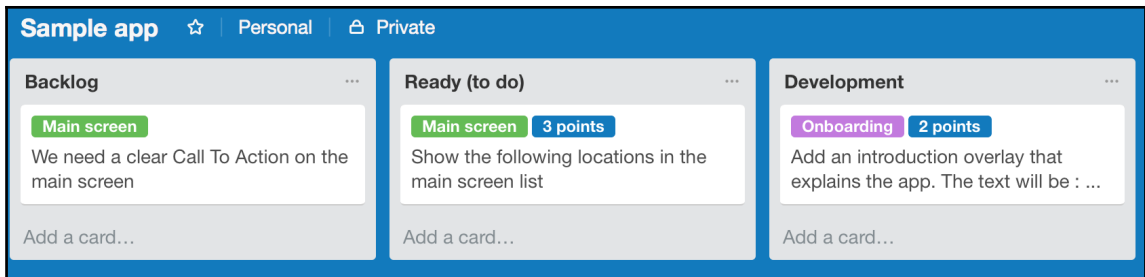 Sample app Personal Private
Backlog ...
Main screen
We need a clear Call To Action on the
main screen
Add a card…
Ready (to do) ...
Main screen 3 points
Show the following locations in the
main screen list
Add a card…
Development ...
Onboarding 2 points
Add an introduction overlay that
explains the app. The text will be : ...
Add a card…